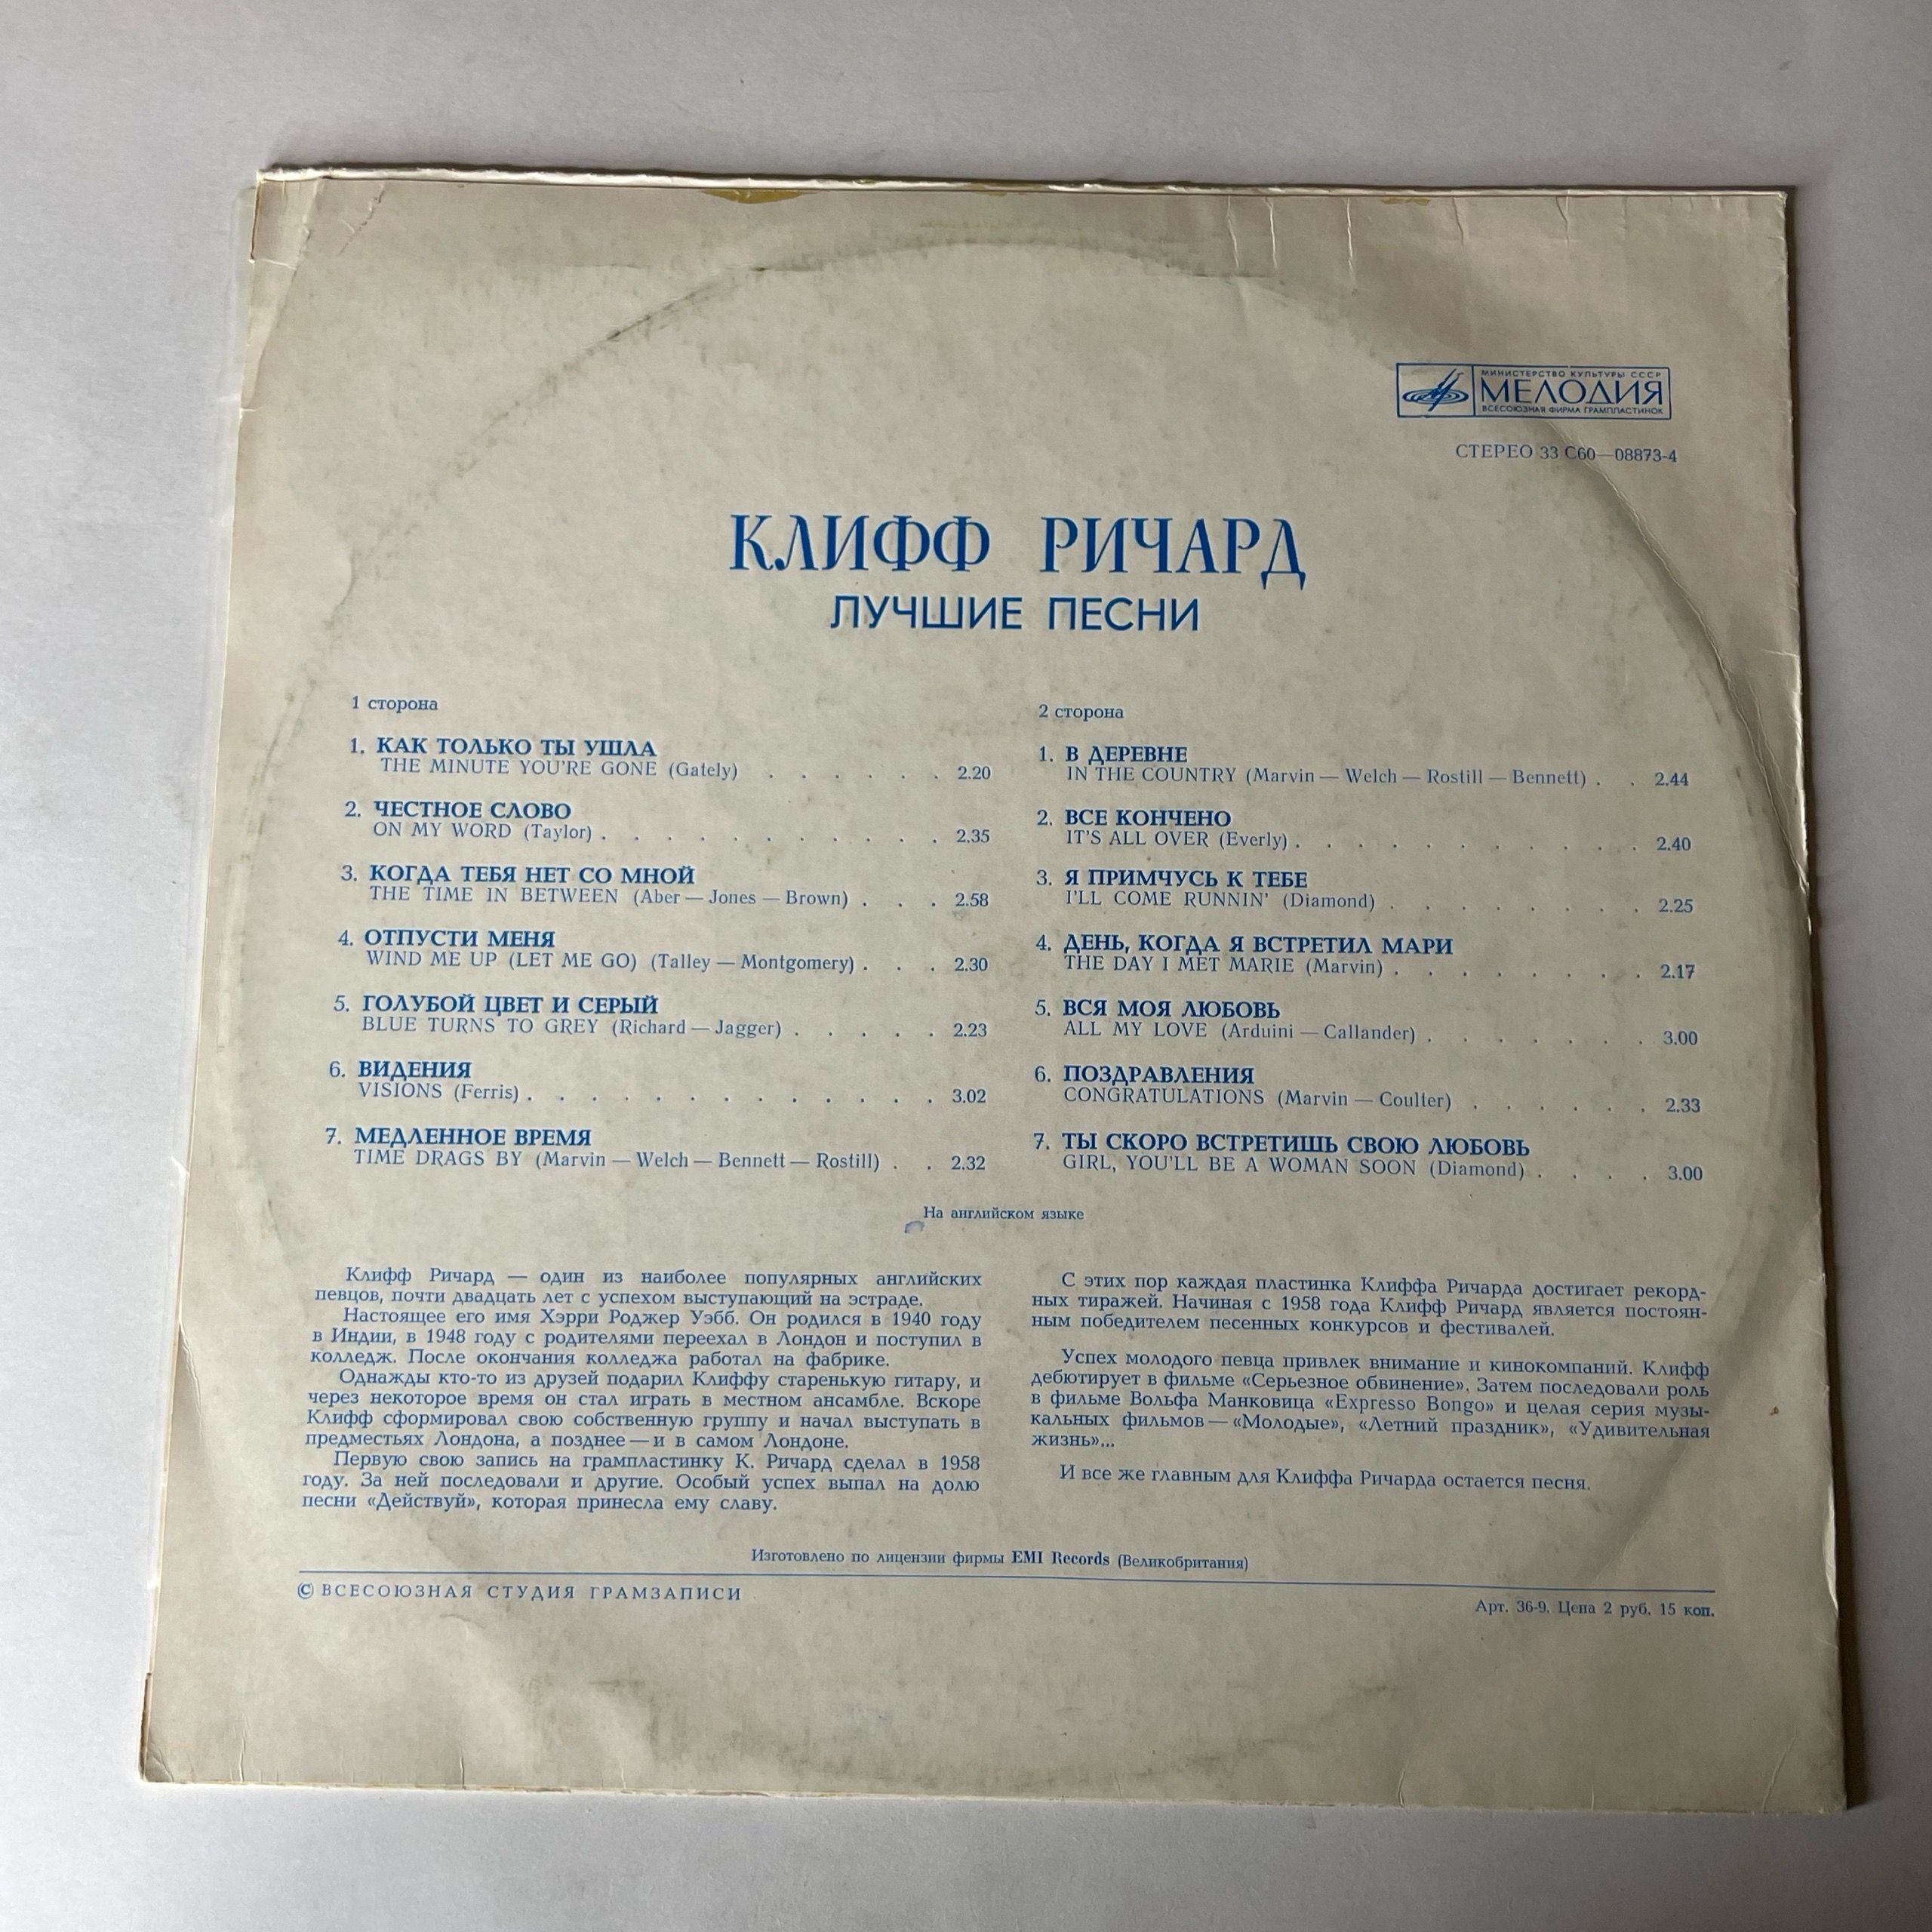 МИНИСТЕРСТВО КУЛЬТУРЫ СССР
МЕЛОДИЯ
ВСЕСОЮЗНАЯ ФИРМА ГРАМПЛАСТИНОК
СТЕРЕО 33 С60—08873-4
КЛИФФ РИЧАРД
ЛУЧШИЕ ПЕСНИ
1 сторона
1. КАК ТОЛЬКО ТЫ УШЛА
THE MINUTE YOU'RE GONE (Gately) . . . . . . 2.20
2. ЧЕСТНОЕ СЛОВО
ON MY WORD (Taylor) . . . . . . . . . . . 2.35
3. КОГДА ТЕБЯ НЕТ СО МНОЙ
THE TIME IN BETWEEN (Aber — Jones — Brown) . . . 2.58
4. ОТПУСТИ МЕНЯ
WIND ME UP (LET ME GO) (Talley — Montgomery) . . . 2.30
5. ГОЛУБОЙ ЦВЕТ И СЕРЫЙ
BLUE TURNS TO GREY (Richard — Jagger) . . . . . 2.23
6. ВИДЕНИЯ
VISIONS (Ferris) . . . . . . . . . . . . . 3.02
7. МЕДЛЕННОЕ ВРЕМЯ
TIME DRAGS BY (Marvin — Welch — Bennett — Rostill) . . 2.32
2 сторона
1. В ДЕРЕВНЕ
IN THE COUNTRY (Marvin — Welch — Rostill — Bennett) . . 2.44
2. ВСЕ КОНЧЕНО
IT'S ALL OVER (Everly) . . . . . . . . . . . 2.40
3. Я ПРИМЧУСЬ К ТЕБЕ
I'LL COME RUNNIN' (Diamond) . . . . . . . . 2.25
4. ДЕНЬ, КОГДА Я ВСТРЕТИЛ МАРИ
THE DAY I MET MARIE (Marvin) . . . . . . . . 2.17
5. ВСЯ МОЯ ЛЮБОВЬ
ALL MY LOVE (Arduini — Callander) . . . . . . . 3.00
6. ПОЗДРАВЛЕНИЯ
CONGRATULATIONS (Marvin — Coulter) . . . . . . 2.33
7. ТЫ СКОРО ВСТРЕТИШЬ СВОЮ ЛЮБОВЬ
GIRL, YOU'LL BE A WOMAN SOON (Diamond) . . . . 3.00
На английском языке
Клифф Ричард — один из наиболее популярных английских
певцов, почти двадцать лет с успехом выступающий на эстраде.
Настоящее его имя Хэрри Роджер Уэбб. Он родился в 1940 году
в Индии, в 1948 году с родителями переехал в Лондон и поступил в
колледж. После окончания колледжа работал на фабрике.
Однажды кто-то из друзей подарил Клиффу старенькую гитару, и
через некоторое время он стал играть в местном ансамбле. Вскоре
Клифф сформировал свою собственную группу и начал выступать в
предместьях Лондона, а позднее — и в самом Лондоне.
Первую свою запись на грампластинку К. Ричард сделал в 1958
году. За ней последовали и другие. Особый успех выпал на долю
песни «Действуй», которая принесла ему славу.
С этих пор каждая пластинка Клиффа Ричарда достигает рекорд-
ных тиражей. Начиная с 1958 года Клифф Ричард является постоян-
ным победителем песенных конкурсов и фестивалей.
Успех молодого певца привлек внимание и кинокомпаний. Клифф
дебютирует в фильме «Серьезное обвинение». Затем последовали роль
в фильме Вольфа Манковица «Expresso Bongo» и целая серия музы-
кальных фильмов — «Молодые», «Летний праздник», «Удивительная
жизнь»...
И все же главным для Клиффа Ричарда остается песня.
Изготовлено по лицензии фирмы EMI Records (Великобритания)
© ВСЕСОЮЗНАЯ СТУДИЯ ГРАМЗАПИСИ
Арт. 36-9. Цена 2 руб. 15 коп.